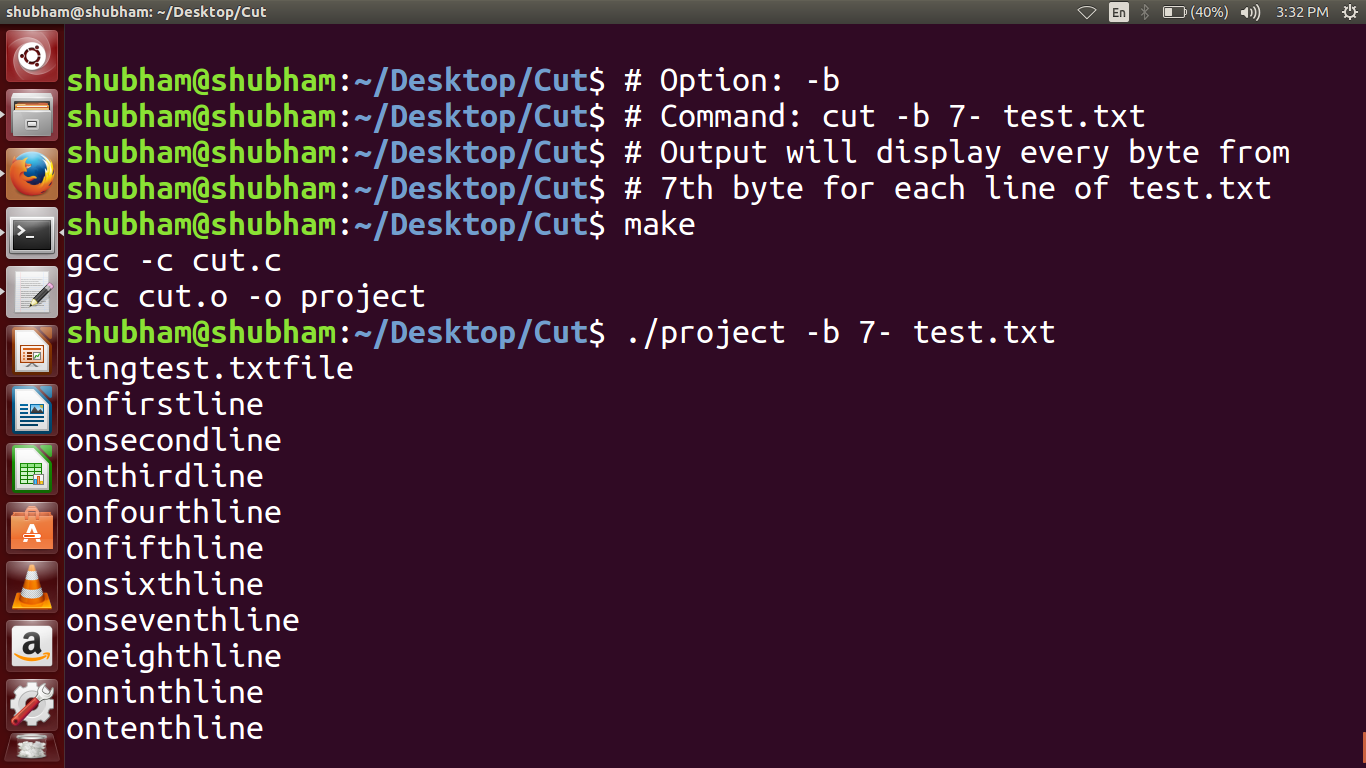 shubham@shubham: ~/Desktop/Cut
En
(40%)
3:32 PM
shubham@shubham:~/Desktop/Cut$ # Option: -b
shubham@shubham:~/Desktop/Cut$ # Command: cut -b 7- test.txt
shubham@shubham:~/Desktop/Cut$ # Output will display every byte from
shubham@shubham:~/Desktop/Cut$ # 7th byte for each line of test.txt
shubham@shubham:~/Desktop/Cut$ make
gcc -c cut.c
gcc cut.o -o project
shubham@shubham:~/Desktop/Cut$ ./project -b 7- test.txt
tingtest.txtfile
onfirstline
onsecondline
onthirdline
onfourthline
onfifthline
onsixthline
onseventhline
oneighthline
onninthline
ontenthline